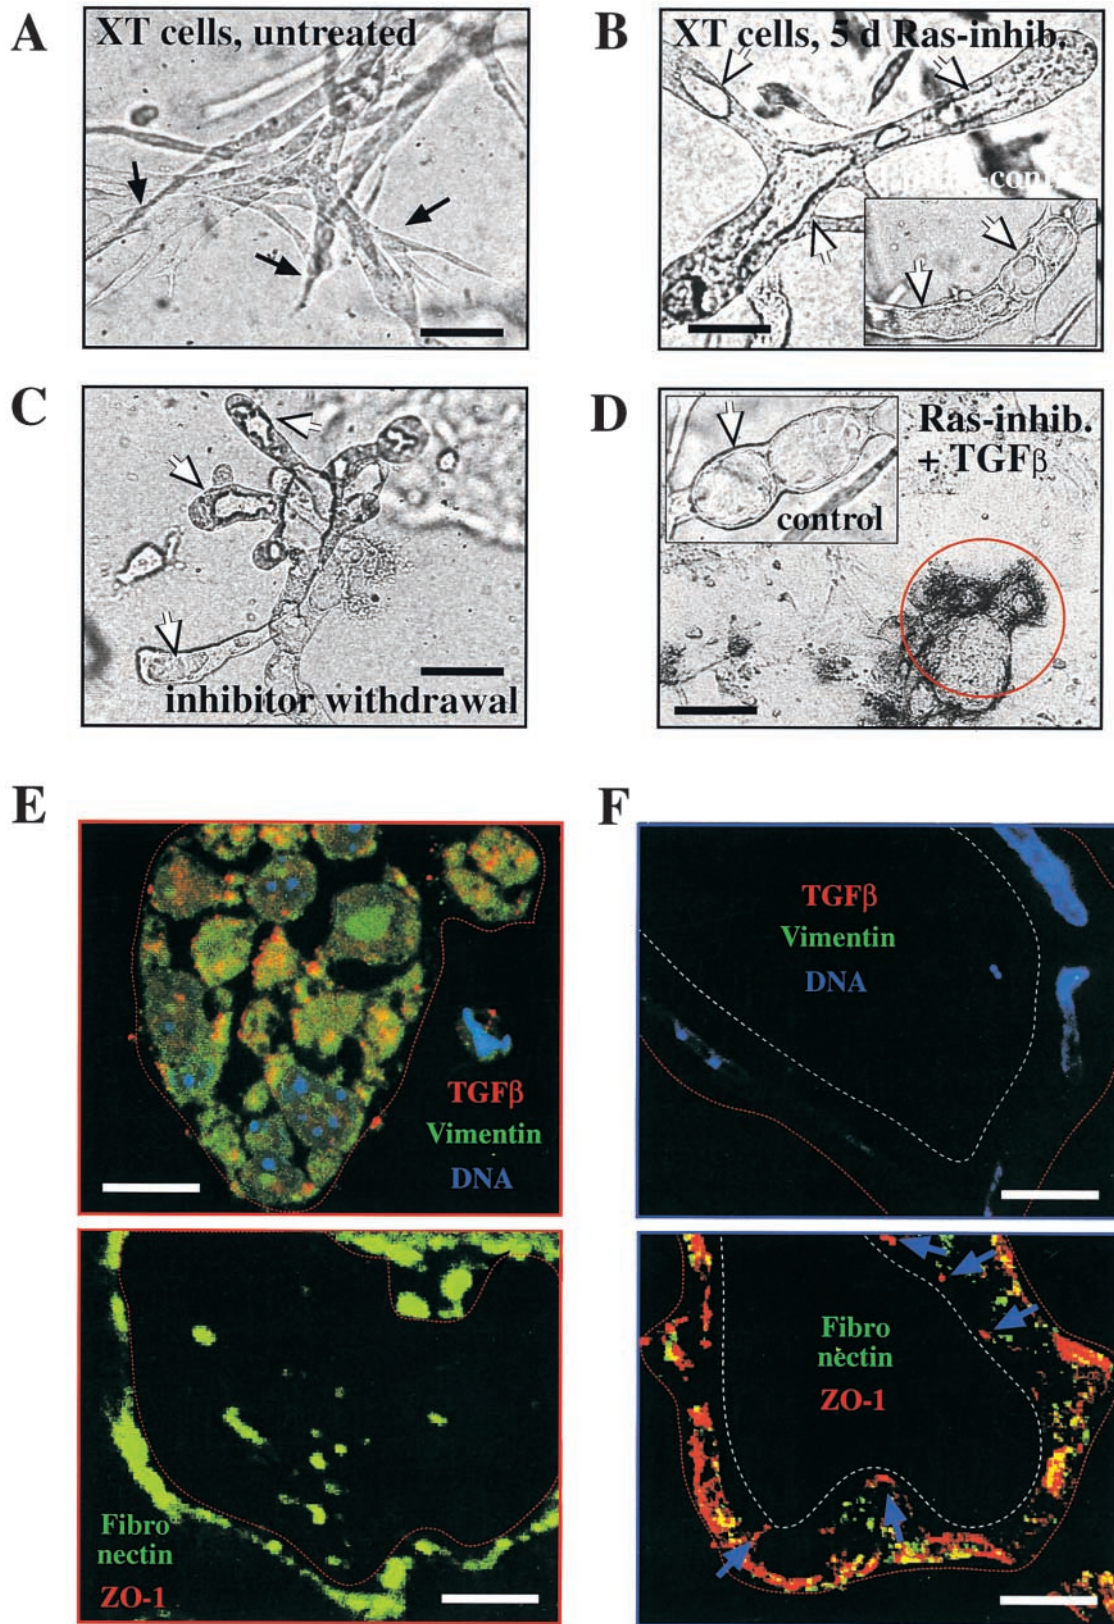 A
XT cells, untreated
B
XT cells, 5 d Ras-inhib.
C
inhibitor withdrawal
D
Ras-inhib.
+ TGFβ
control
E
TGFβ
Vimentin
DNA
Fibro
nectin
ZO-1
F
TGFβ
Vimentin
DNA
Fibro
nectin
ZO-1